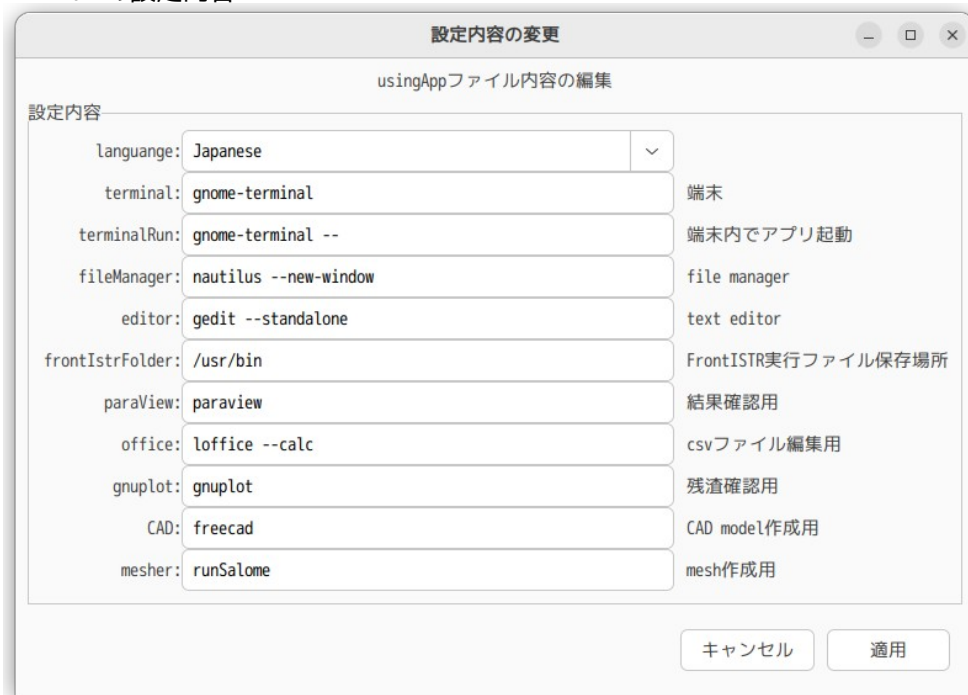 設定内容の変更
usingAppファイル内容の編集
設定内容
languange: Japanese
terminal: gnome-terminal 端末
terminalRun: gnome-terminal -- 端末内でアプリ起動
fileManager: nautilus --new-window file manager
editor: gedit --standalone text editor
frontIstrFolder: /usr/bin FrontISTR実行ファイル保存場所
paraView: paraview 結果確認用
office: loffice --calc csvファイル編集用
gnuplot: gnuplot 残渣確認用
CAD: freecad CAD model作成用
mesher: runSalome mesh作成用
キャンセル 適用